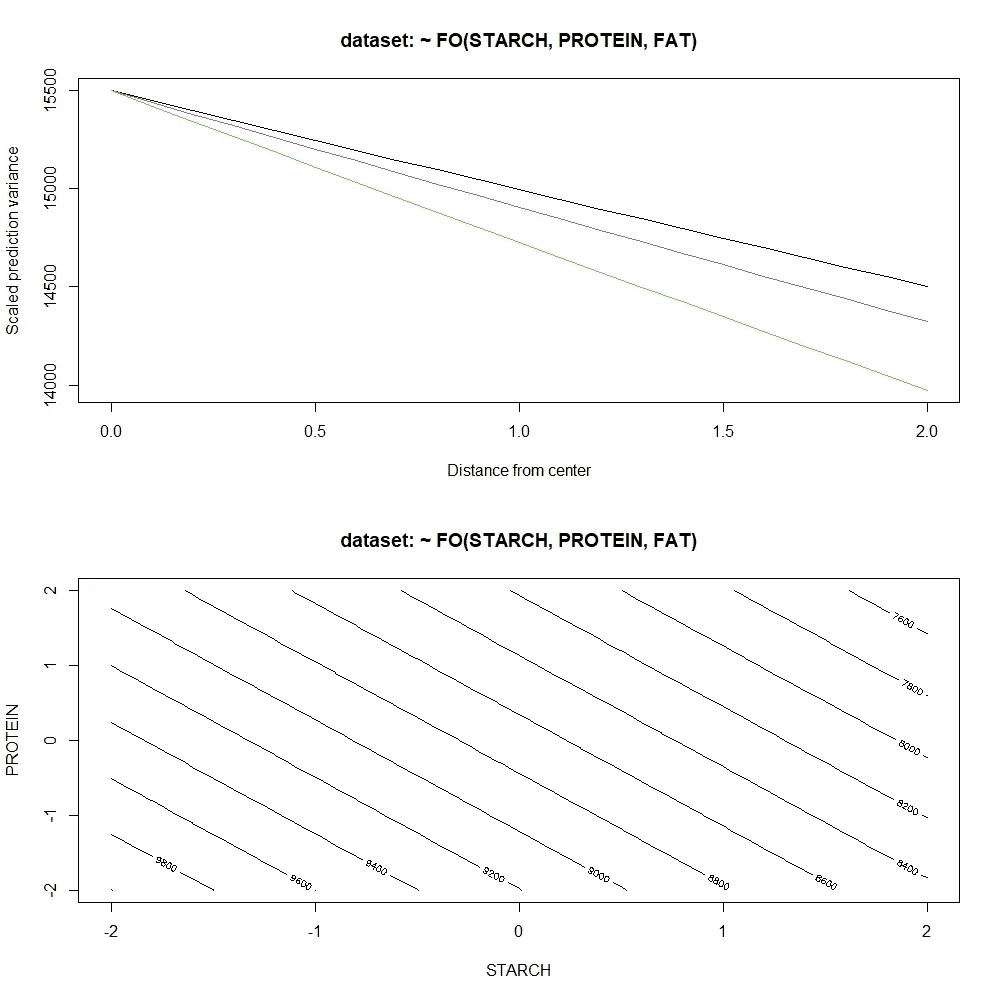 dataset: ~ FO(STARCH, PROTEIN, FAT)
Scaled prediction variance
15500
15000
14500
14000
0.0 0.5 1.0 1.5 2.0
Distance from center
dataset: ~ FO(STARCH, PROTEIN, FAT)
PROTEIN
2
1
0
-1
-2
7600
7800
8000
8200
8400
9800 9600 9400 9200 9000 8800 8600
-2 -1 0 1 2
STARCH